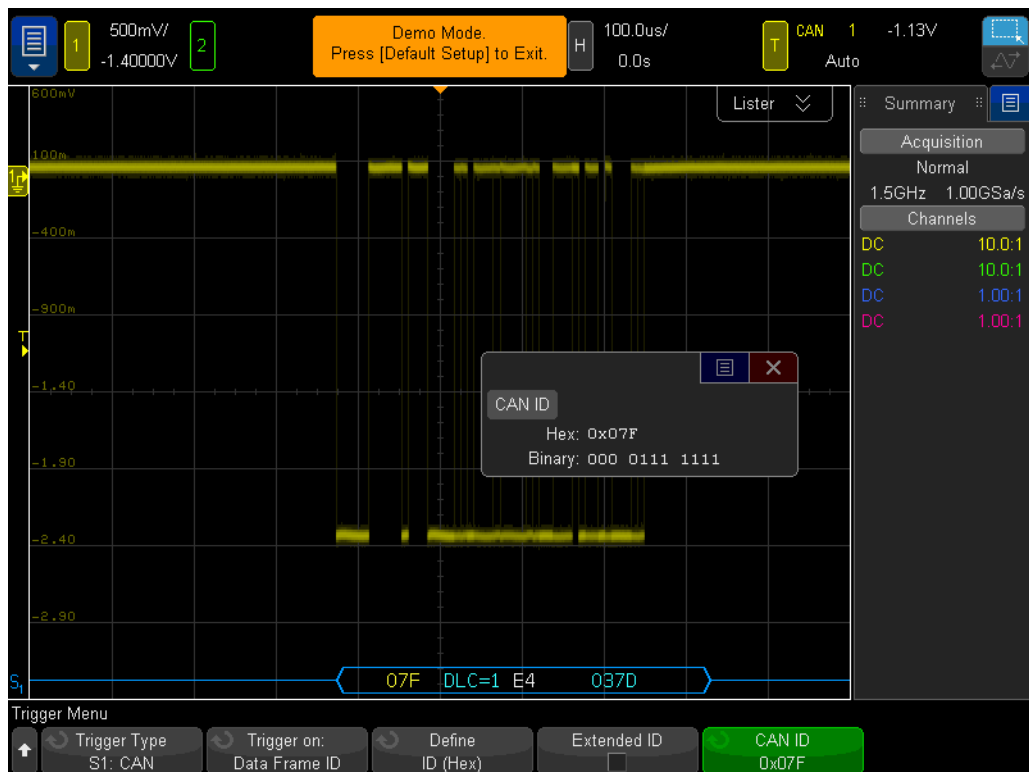 1
500mV/
-1.40000V
2
Demo Mode.
Press [Default Setup] to Exit.
H
100.0us/
0.0s
T
CAN 1
-1.13V
Auto
600mV
Lister
Summary
100m
Acquisition
Normal
1.5GHz 1.00GSa/s
Channels
DC 10.0:1
DC 10.0:1
DC 1.00:1
DC 1.00:1
1
-400m
-900m
T
-1.40
CAN ID
Hex: 0x07F
Binary: 000 0111 1111
-1.90
-2.40
-2.90
S1
07F DLC=1 E4 037D
Trigger Menu
Trigger Type
S1: CAN
Trigger on:
Data Frame ID
Define
ID (Hex)
Extended ID
CAN ID
0x07F